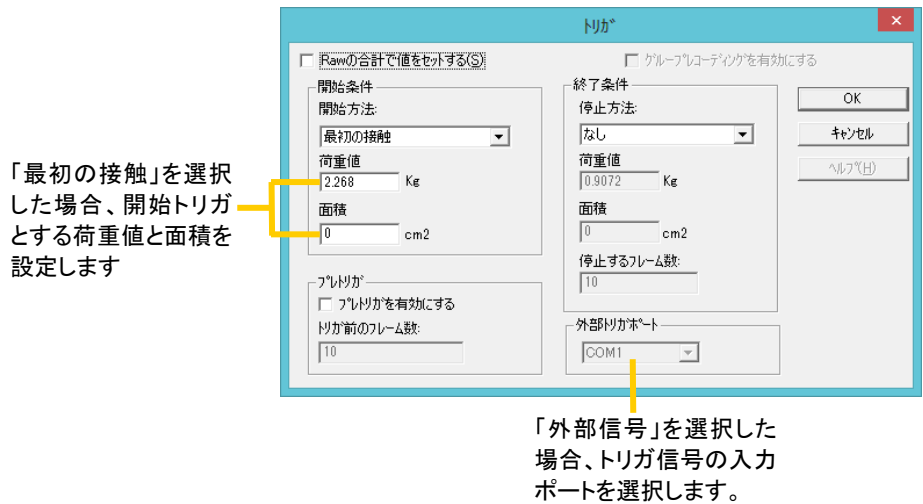 トリガ
Rawの合計で値をセットする(S)
グループレコーディングを有効にする
開始条件
開始方法:
最初の接触
荷重値
2.268 Kg
面積
0 cm2
プレトリガ
プレトリガを有効にする
トリガ前のフレーム数:
10
終了条件
停止方法:
なし
荷重値
0.9072 Kg
面積
0 cm2
停止するフレーム数:
10
外部トリガポート
COM1
OK
キャンセル
ヘルプ(H)
「最初の接触」を選択
した場合、開始トリガ
とする荷重値と面積を
設定します
「外部信号」を選択した
場合、トリガ信号の入力
ポートを選択します。